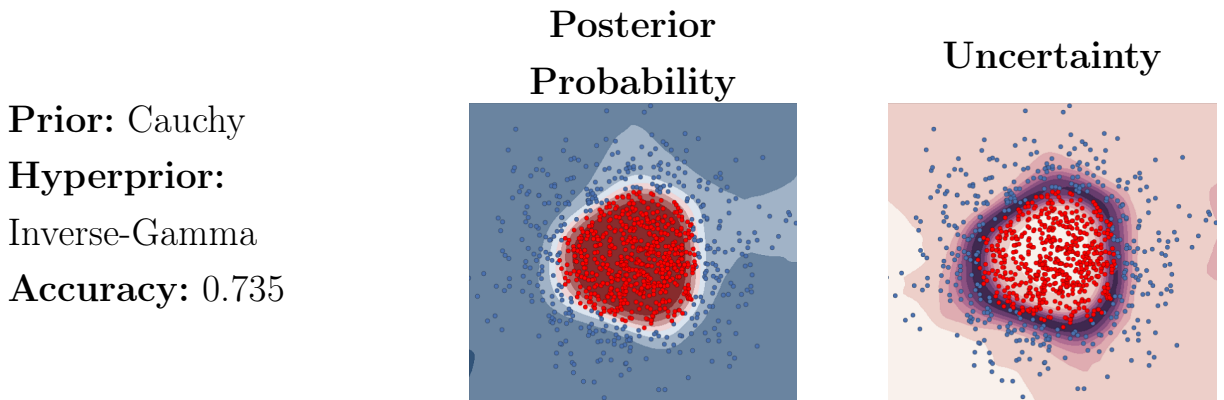 Posterior
Probability
Uncertainty
Prior: Cauchy
Hyperprior:
Inverse-Gamma
Accuracy: 0.735